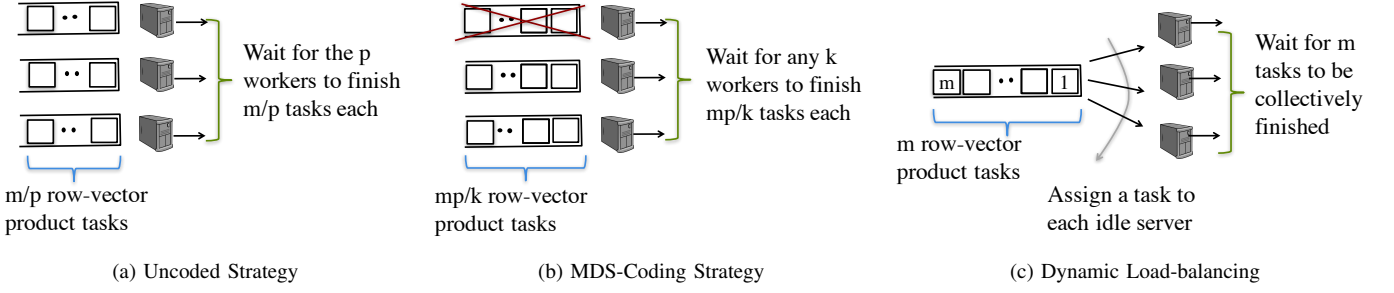 Wait for the p
workers to finish
m/p tasks each
m/p row-vector
product tasks
(a) Uncoded Strategy
Wait for any k
workers to finish
mp/k tasks each
mp/k row-vector
product tasks
(b) MDS-Coding Strategy
m
1
m row-vector
product tasks
Assign a task to
each idle server
Wait for m
tasks to be
collectively
finished
(c) Dynamic Load-balancing